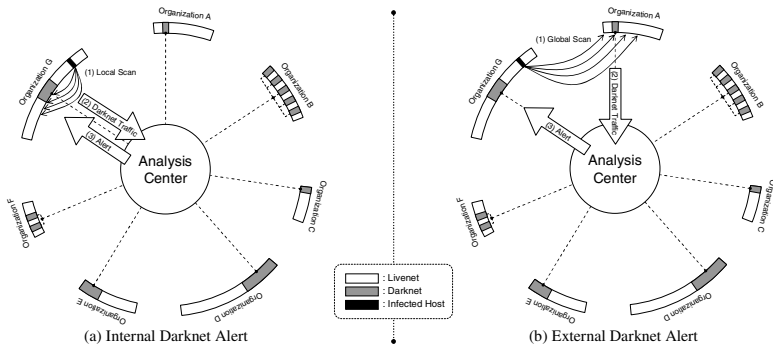 Organization A
Organization G
(1) Local Scan
Organization B
(2) Darknet Traffic
(3) Alert
Analysis
Center
Organization F
Organization C
Organization E
Organization D
(a) Internal Darknet Alert
: Livenet
: Darknet
: Infected Host
Organization A
Organization G
(1) Global Scan
Organization B
(2) Darknet Traffic
(3) Alert
Analysis
Center
Organization F
Organization C
Organization E
Organization D
(b) External Darknet Alert